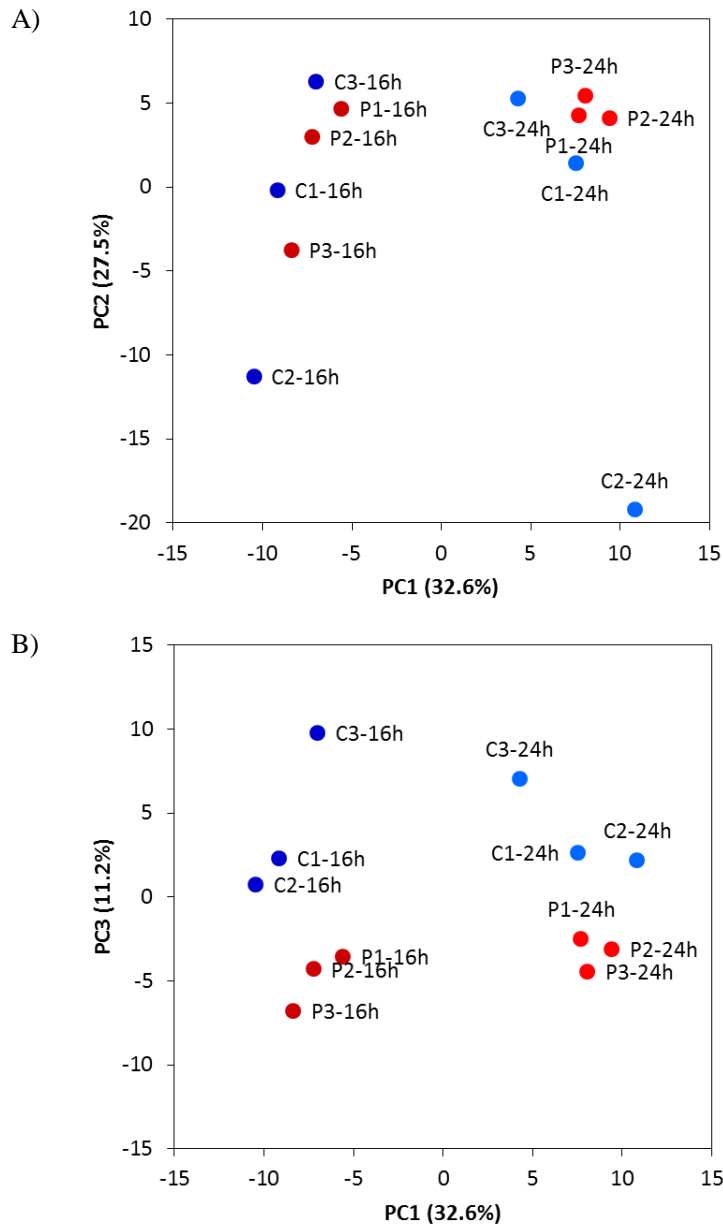 A)
10
5
0
-5
-10
-15
-20
PC2 (27.5%)
C3-16h
P1-16h
P2-16h
C1-16h
P3-16h
C2-16h
P3-24h
C3-24h
P2-24h
P1-24h
C1-24h
C2-24h
-15 -10 -5 0 5 10 15
PC1 (32.6%)
B)
15
10
5
0
-5
-10
-15
PC3 (11.2%)
C3-16h
C3-24h
C1-16h
C1-24h
C2-24h
C2-16h
P1-24h
P1-16h
P2-24h
P2-16h
P3-24h
P3-16h
-15 -10 -5 0 5 10 15
PC1 (32.6%)